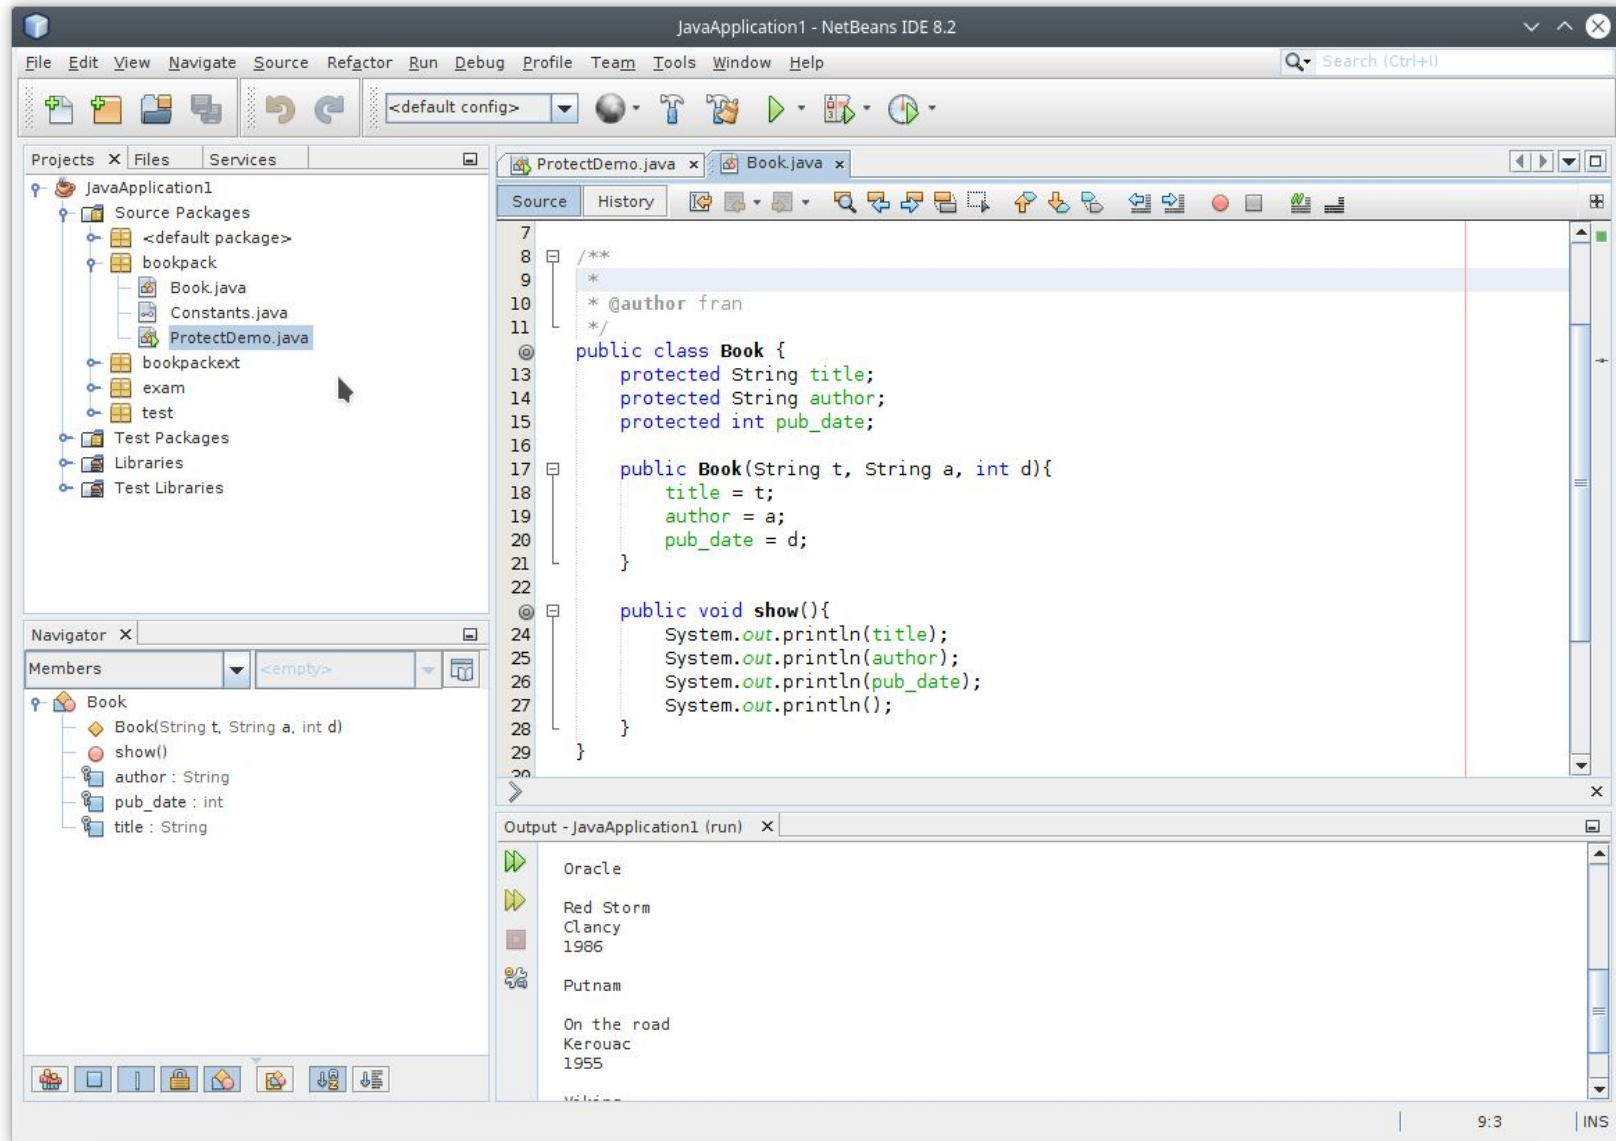 JavaApplication1 - NetBeans IDE 8.2
File Edit View Navigate Source Refactor Run Debug Profile Team Tools Window Help
Search (Ctrl+I)
<default config>
Projects Files Services
JavaApplication1
Source Packages
<default package>
bookpack
Book.java
Constants.java
ProtectDemo.java
bookpackext
exam
test
Test Packages
Libraries
Test Libraries
Navigator
Members
<empty>
Book
Book(String t, String a, int d)
show()
author : String
pub_date : int
title : String
ProtectDemo.java Book.java
Source History
7
8 /**
9 *
10 * @author fran
11 */
public class Book {
13 protected String title;
14 protected String author;
15 protected int pub_date;
16
17 public Book(String t, String a, int d){
18 title = t;
19 author = a;
20 pub_date = d;
21 }
22
public void show(){
24 System.out.println(title);
25 System.out.println(author);
26 System.out.println(pub_date);
27 System.out.println();
28 }
29 }
30
Output - JavaApplication1 (run)
Oracle
Red Storm
Clancy
1986
Putnam
On the road
Kerouac
1955
Viking
9:3 INS